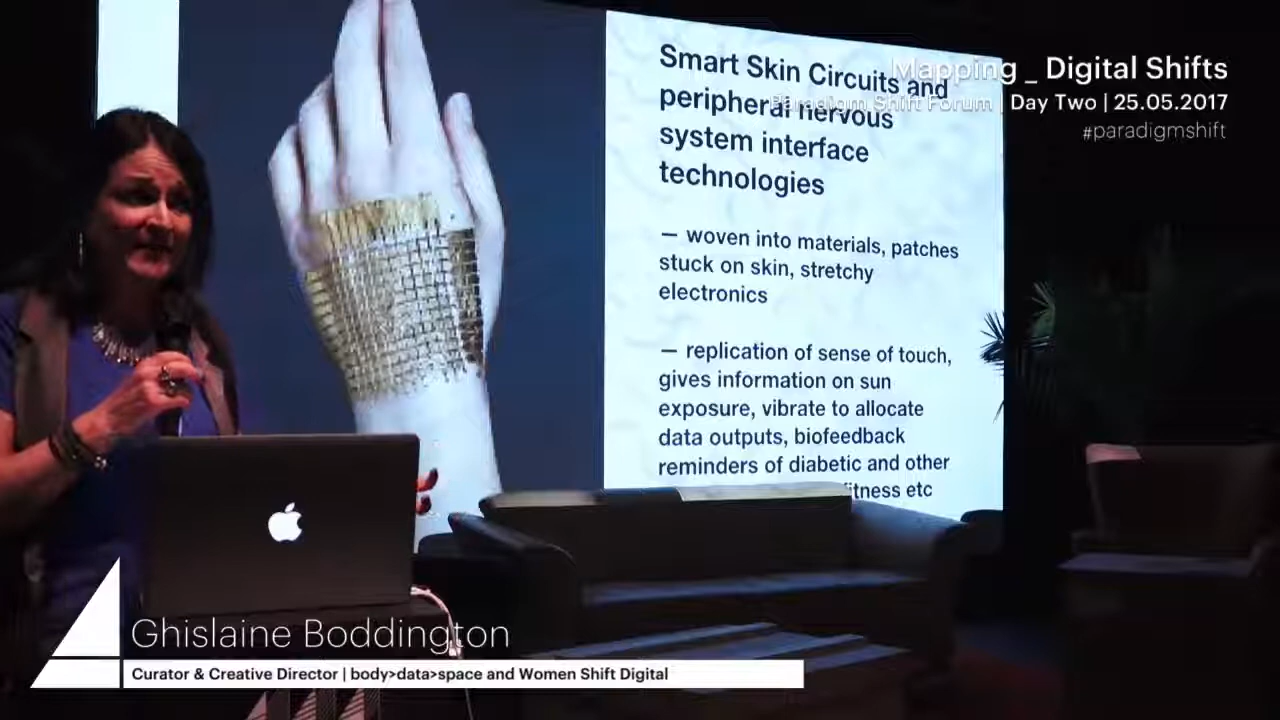 Smart Skin Circuits and
peripheral nervous
system interface
technologies
— woven into materials, patches
stuck on skin, stretchy
electronics
— replication of sense of touch,
gives information on sun
exposure, vibrate to allocate
data outputs, biofeedback
reminders of diabetic and other
fitness etc
Mapping _ Digital Shifts
Paradigm Shift Forum | Day Two | 25.05.2017
#paradigmshift
Ghislaine Boddington
Curator & Creative Director | body>data>space and Women Shift Digital